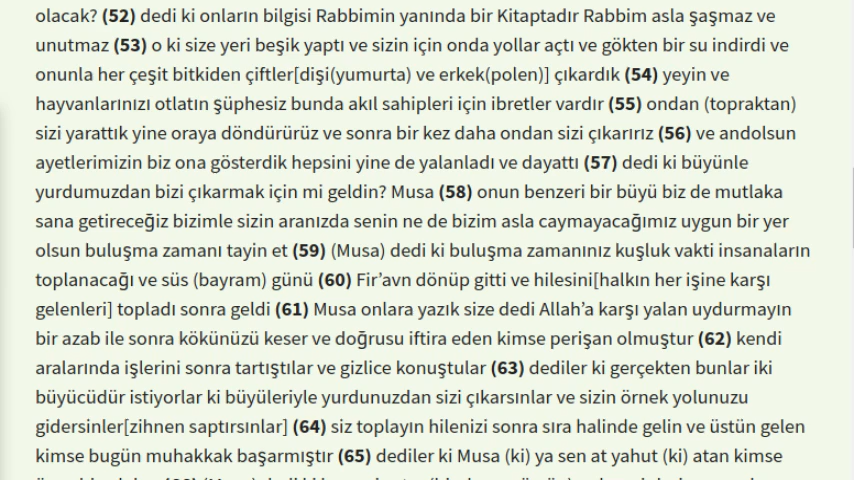 olacak? (52) dedi ki onların bilgisi Rabbimin yanında bir Kitaptadır Rabbim asla şaşmaz ve
unutmaz (53) o ki size yeri beşik yaptı ve sizin için onda yollar açtı ve gökten bir su indirdi ve
onunla her çeşit bitkiden çiftler[dişi(yumurta) ve erkek(polen)] çıkardık (54) yeyin ve
hayvanlarınızı otlatın şüphesiz bunda akıl sahipleri için ibretler vardır (55) ondan (topraktan)
sizi yarattık yine oraya döndürürüz ve sonra bir kez daha ondan sizi çıkarırız (56) ve andolsun
ayetlerimizin biz ona gösterdik hepsini yine de yalanladı ve dayattı (57) dedi ki büyünle
yurdumuzdan bizi çıkarmak için mi geldin? Musa (58) onun benzeri bir büyü biz de mutlaka
sana getireceğiz bizimle sizin aranızda senin ne de bizim asla caymayacağımız uygun bir yer
olsun buluşma zamanı tayin et (59) (Musa) dedi ki buluşma zamanınız kuşluk vakti insanaların
toplanacağı ve süs (bayram) günü (60) Fir’avn dönüp gitti ve hilesini[halkın her işine karşı
gelenleri] topladı sonra geldi (61) Musa onlara yazık size dedi Allah’a karşı yalan uydurmayın
bir azab ile sonra kökünüzü keser ve doğrusu iftira eden kimse perişan olmuştur (62) kendi
aralarında işlerini sonra tartıştılar ve gizlice konuştular (63) dediler ki gerçekten bunlar iki
büyücüdür istiyorlar ki büyüleriyle yurdunuzdan sizi çıkarsınlar ve sizin örnek yolunuzu
gidersinler[zihnen saptırsınlar] (64) siz toplayın hilenizi sonra sıra halinde gelin ve üstün gelen
kimse bugün muhakkak başarmıştır (65) dediler ki Musa (ki) ya sen at yahut (ki) atan kimse